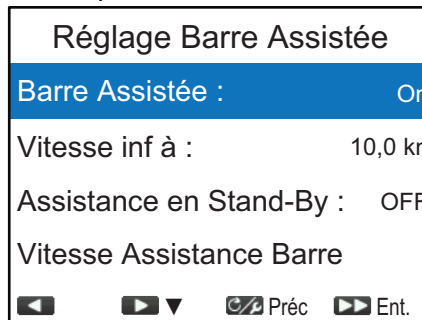 Réglage Barre Assistée
Barre Assistée :
Vitesse inf à : 10,0
Assistance en Stand-By :
Vitesse Assistance Barre
Préc Ent.